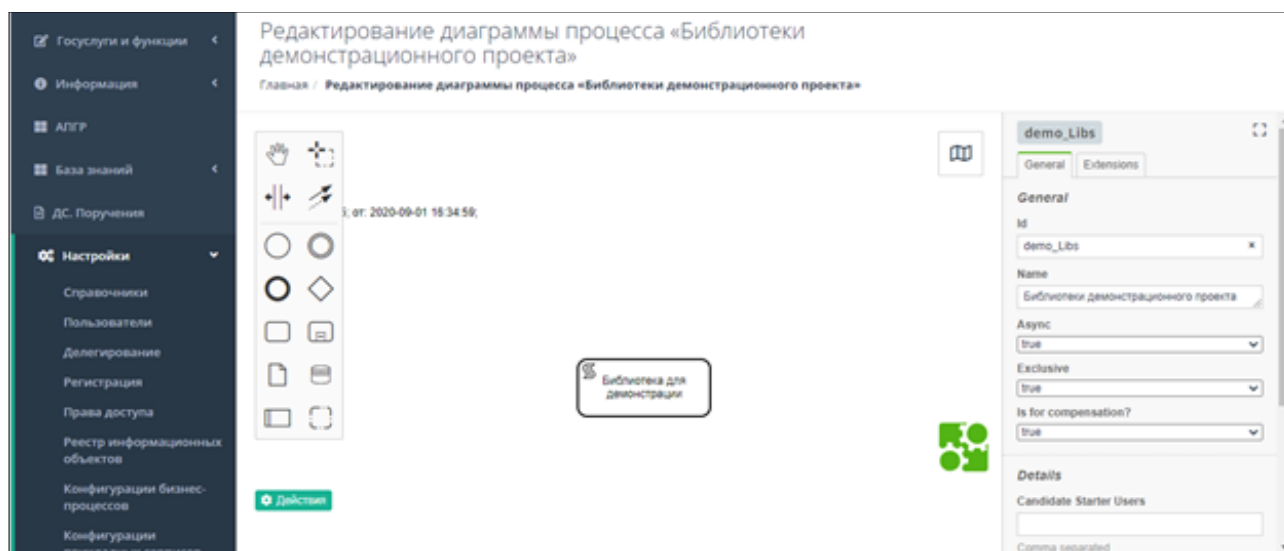 Госуслуги и функции
Информация
АПГР
База знаний
ДС. Поручения
Настройки
Справочники
Пользователи
Делегирование
Регистрация
Права доступа
Реестр информационных
объектов
Конфигурации бизнес-
процессов
Конфигурации
Редактирование диаграммы процесса «Библиотеки
демонстрационного проекта»
Главная / Редактирование диаграммы процесса «Библиотеки демонстрационного проекта»
; от: 2020-09-01 16:34:59;
Библиотека для
демонстрации
Действия
demo_Libs
General Extensions
General
Id
demo_Libs
Name
Библиотеки демонстрационного проекта
Async
true
Exclusive
true
Is for compensation?
true
Details
Candidate Starter Users
Comma separated